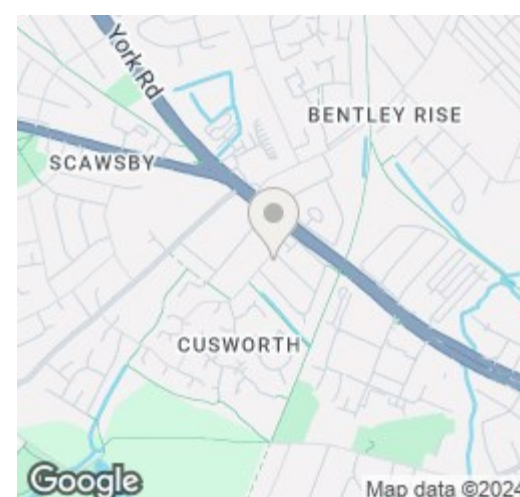 York Rd
BENTLEY RISE
SCAWSBY
CUSWORTH
Google
Map data ©2024